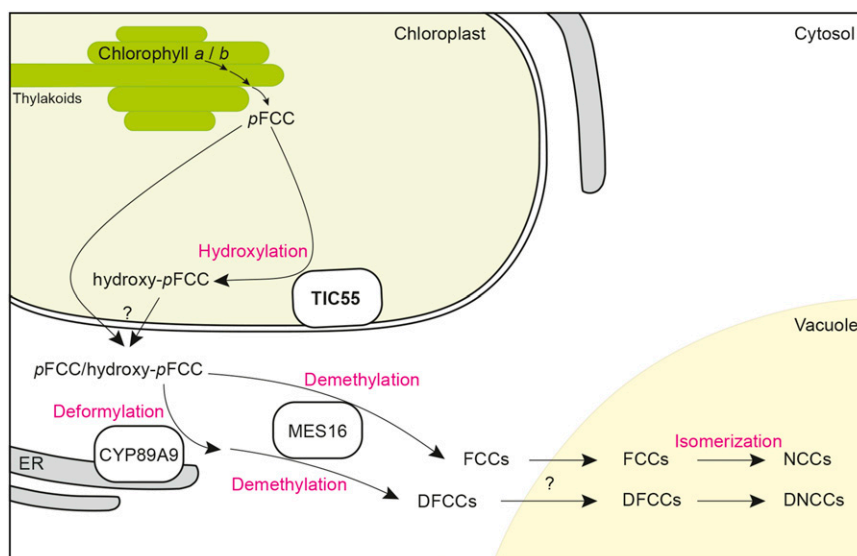 Chloroplast
Cytosol
Chlorophyll a / b
Thylakoids
pFCC
Hydroxylation
hydroxy-pFCC
TIC55
?
Vacuole
pFCC/hydroxy-pFCC
Demethylation
Deformylation
MES16
CYP89A9
ER
Isomerization
FCCs
FCCs
NCCs
Demethylation
?
DFCCs
DFCCs
DNCCs